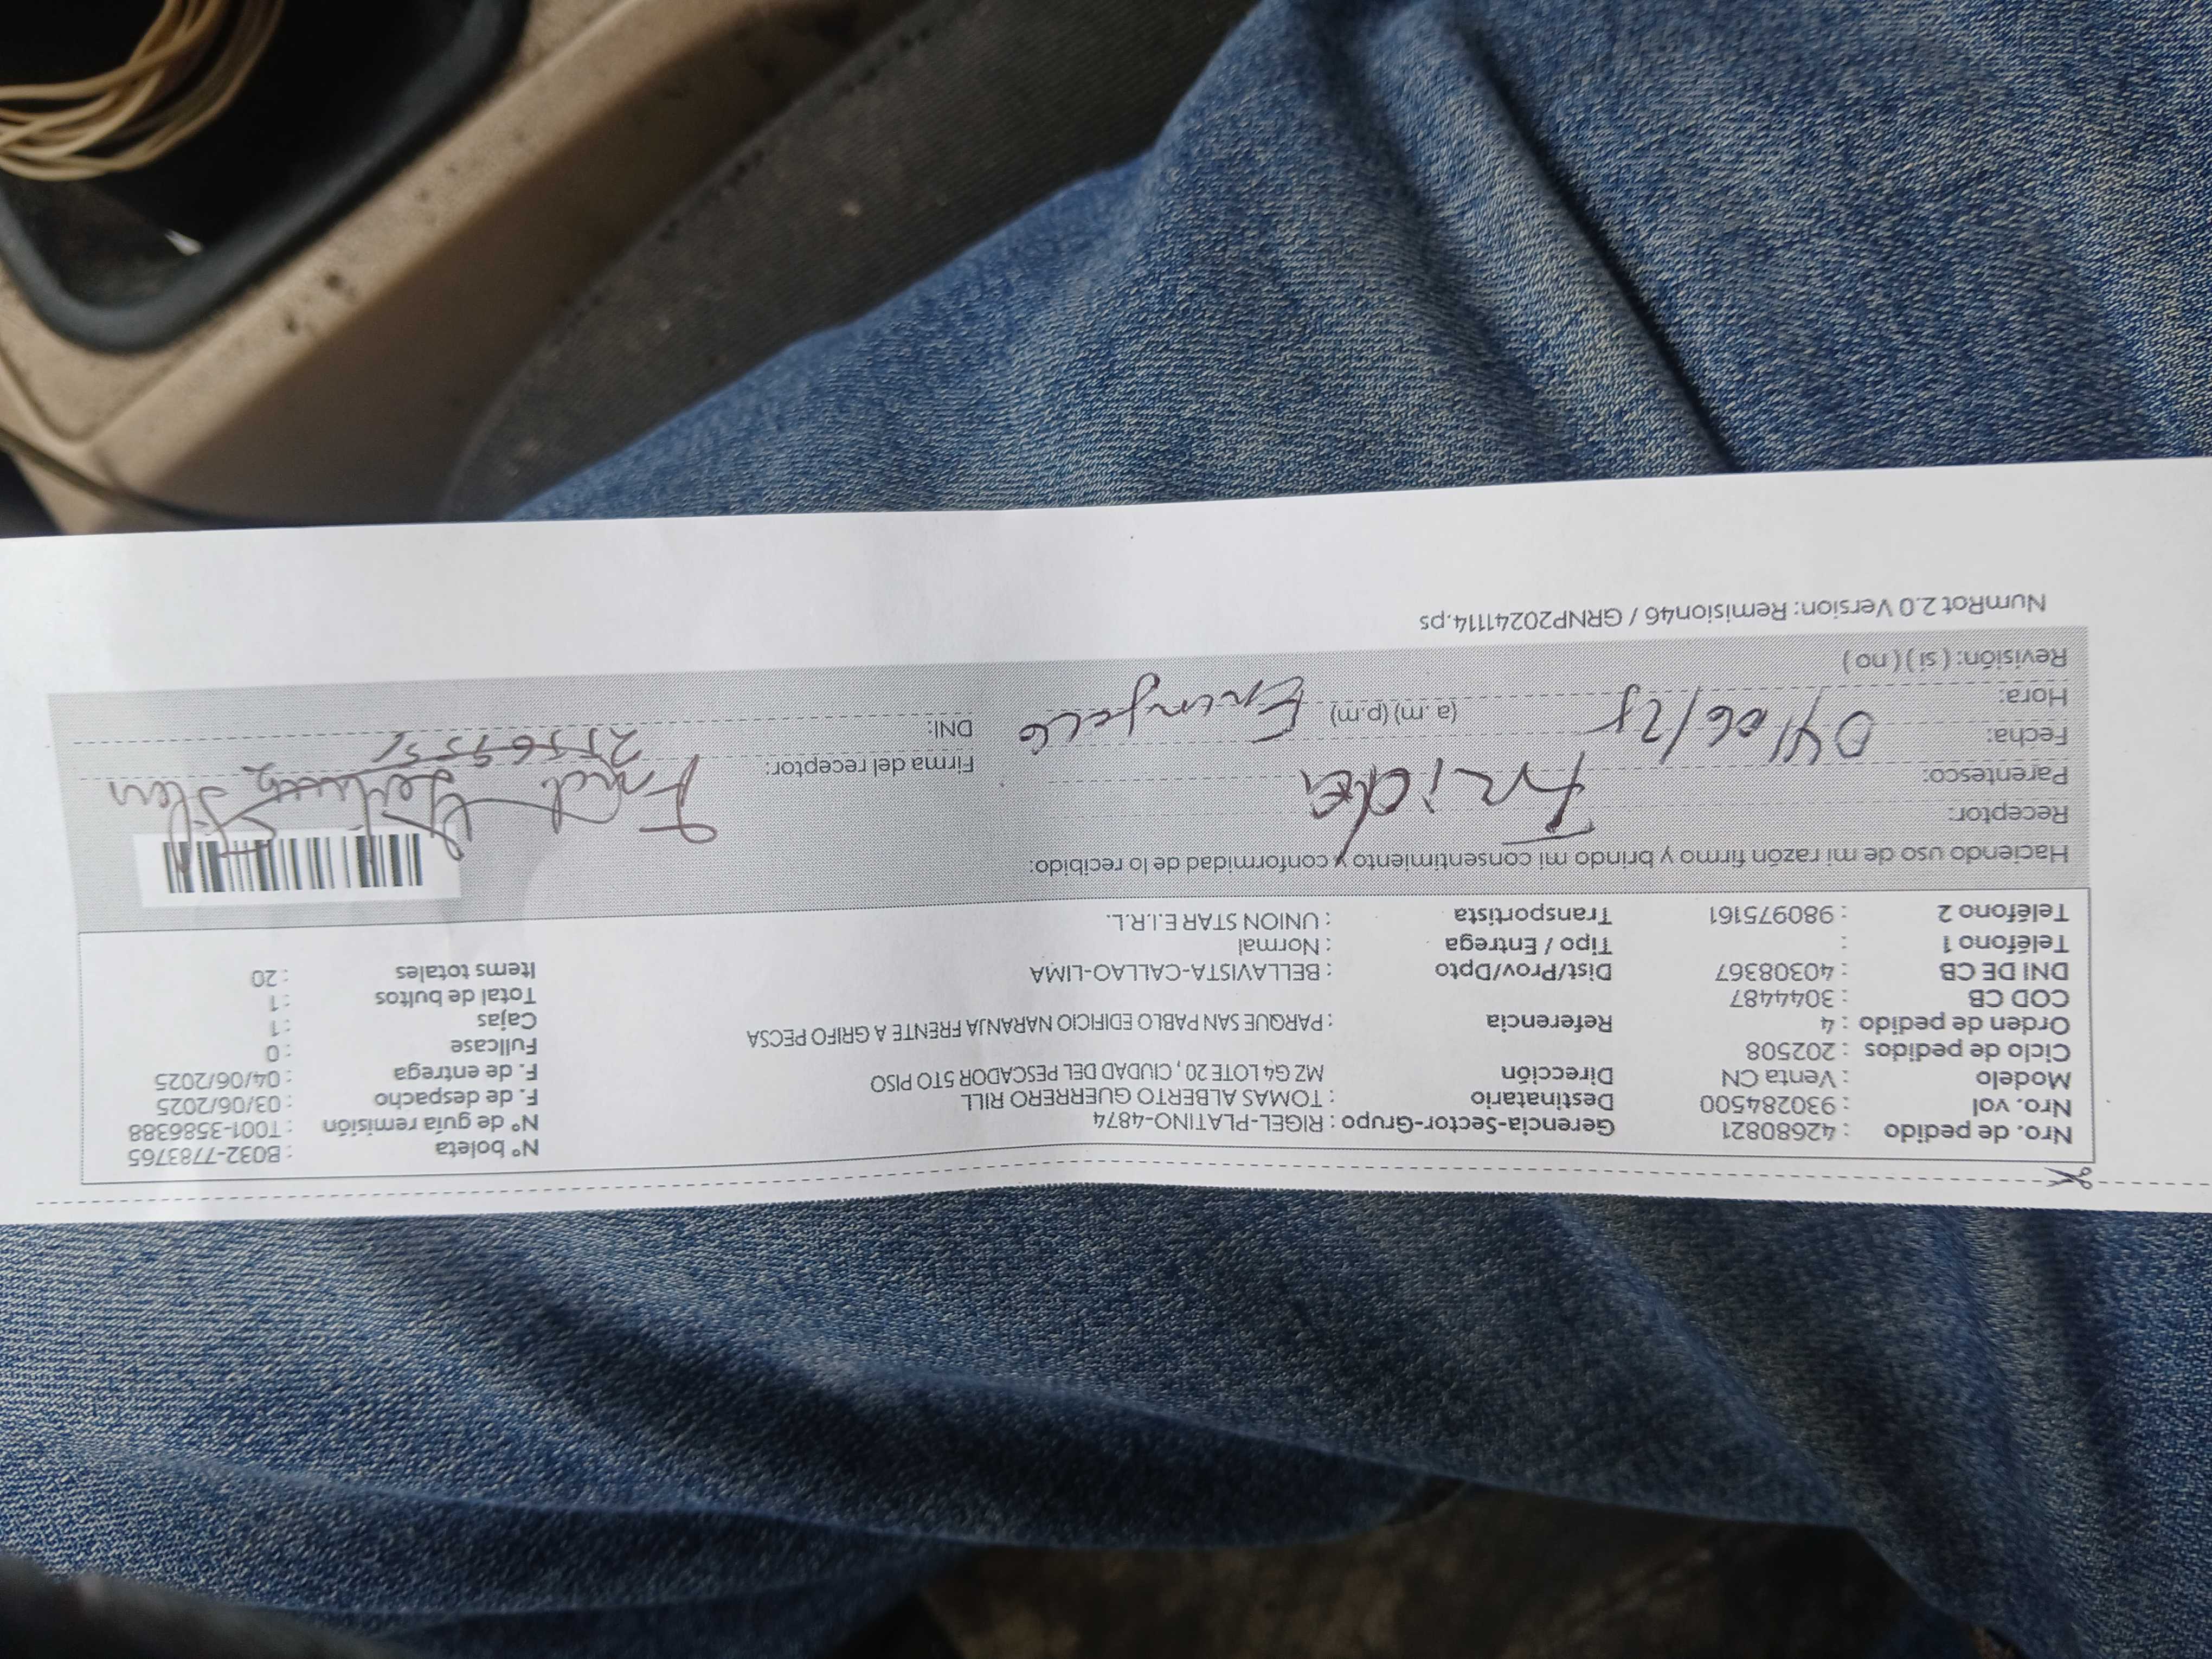 Nro. de pedido : 42680821 Gerencia-Sector-Grupo : RIGEL-PLATINO-4874 N° boleta : B032-7783765
Nro. vol : 930284500 Destinatario : TOMAS ALBERTO GUERRERO RILL N° de guía remisión : T001-3586388
Modelo : Venta CN Dirección MZ G4 LOTE 20 , CIUDAD DEL PESCADOR 5TO PISO F. de despacho : 03/06/2025
Ciclo de pedidos : 202508 F. de entrega : 04/06/2025
Orden de pedido : 4 Referencia : PARQUE SAN PABLO EDIFICIO NARANJA FRENTE A GRIFO PECSA Fullcase : 0
COD CB : 3044487 Cajas : 1
DNI DE CB : 40308367 Dist/Prov/Dpto : BELLAVISTA-CALLAO-LIMA Total de bultos : 1
Teléfono 1 : Tipo / Entrega : Normal Items totales : 20
Teléfono 2 : 980975161 Transportista : UNION STAR E.I.R.L.
Haciendo uso de mi razón firmo y brindo mi consentimiento y conformidad de lo recibido:
Receptor: Frida
Parentesco: Firma del receptor:
Fecha: 04/06/25 DNI:
Hora: (a. m) (p.m)
Revisión: ( si ) ( no )
NumRot 2.0 Version: Remision46 / GRNP20241114.ps